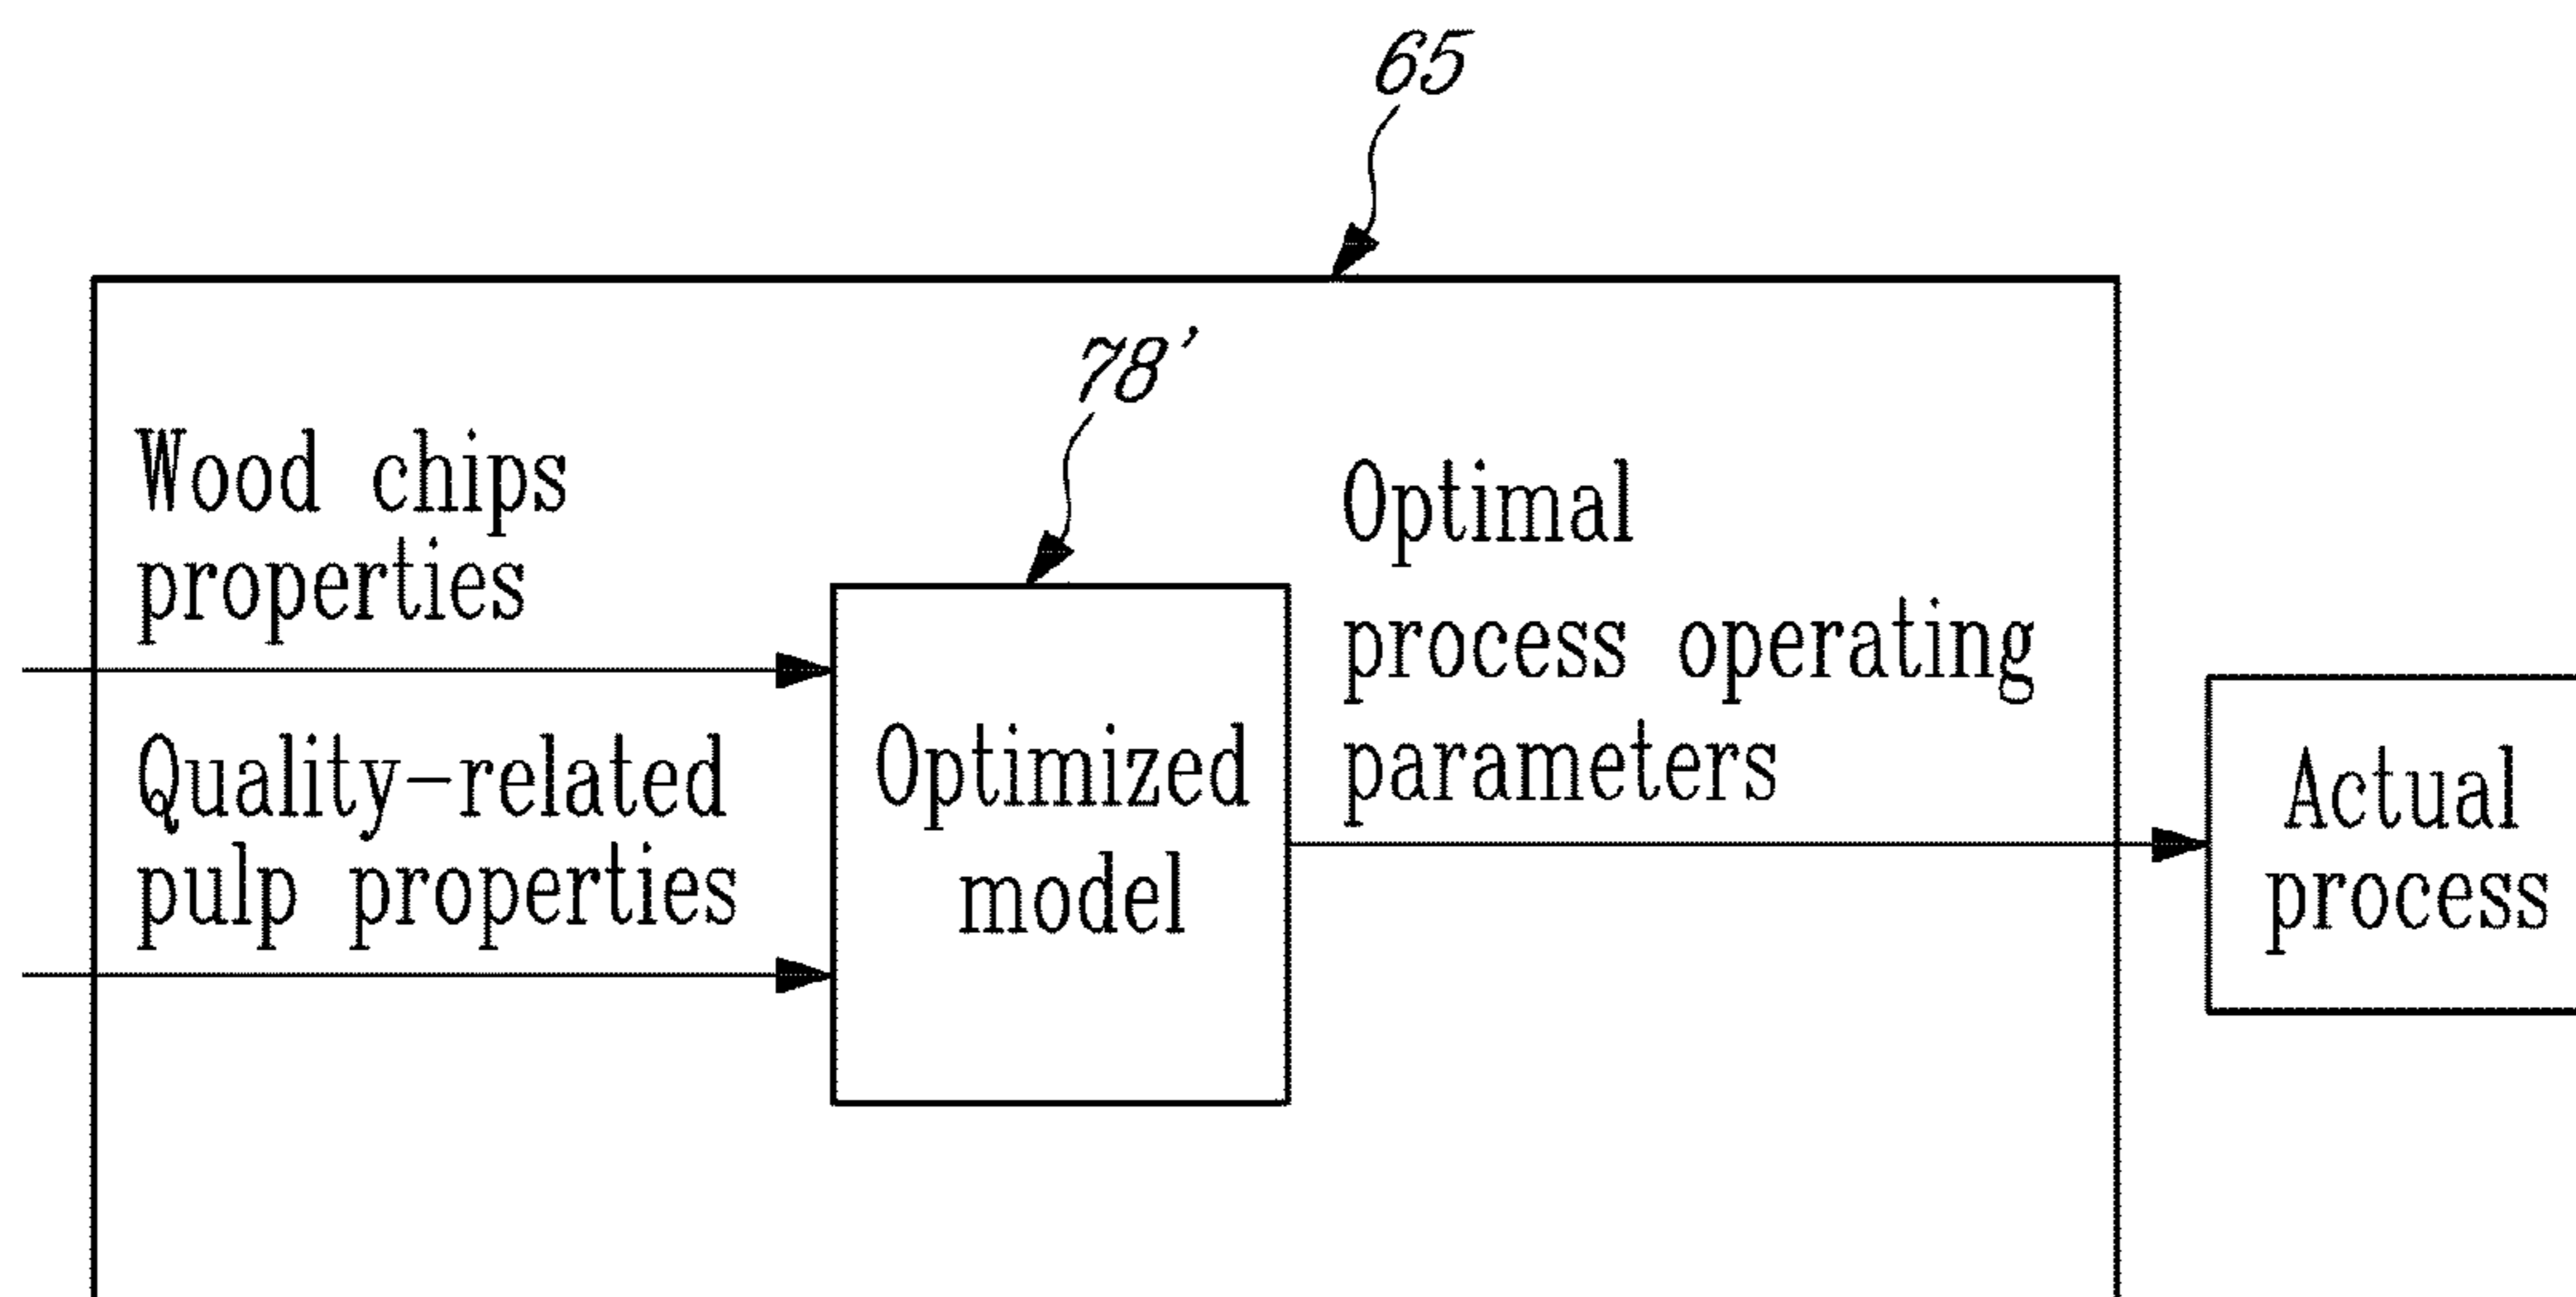 65
78'
Wood chips
properties
Quality-related
pulp properties
Optimized
model
Optimal
process operating
parameters
Actual
process